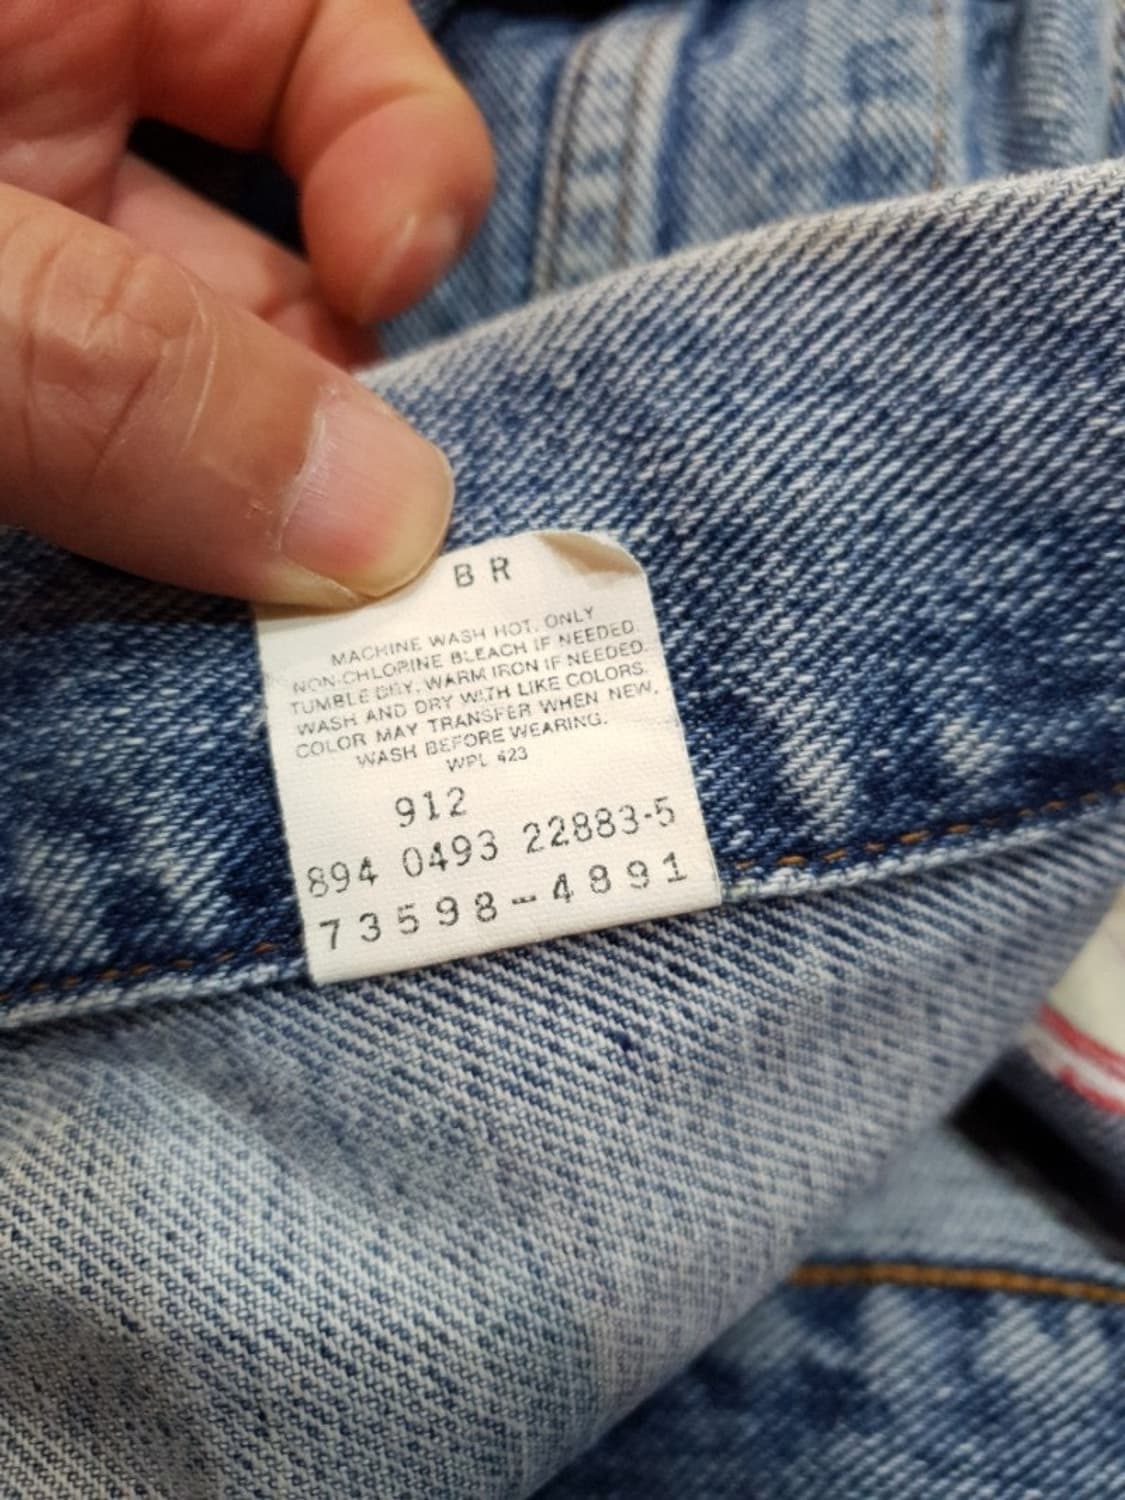 BR
MACHINE WASH HOT. ONLY
NON-CHLORINE BLEACH IF NEEDED
TUMBLE DRY. WARM IRON IF NEEDED.
WASH AND DRY WITH LIKE COLORS.
COLOR MAY TRANSFER WHEN NEW.
WASH BEFORE WEARING.
WPL 423
912
894 0493 22883-5
73598-4891